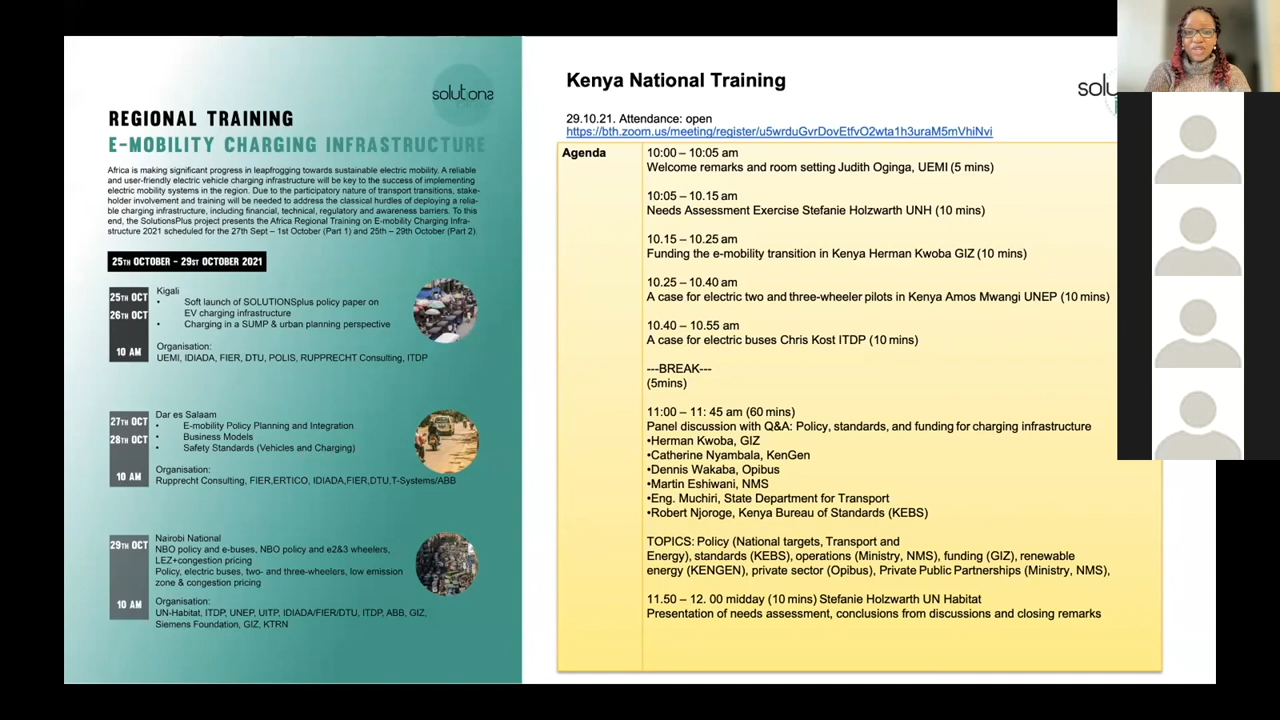 solutions
REGIONAL TRAINING
E-MOBILITY CHARGING INFRASTRUCTURE
Africa is making significant progress in leapfrogging towards sustainable electric mobility. A reliable
and user-friendly electric vehicle charging infrastructure will be key to the success of implementing
electric mobility systems in the region. Due to the participatory nature of transport transitions, stake-
holder involvement and training will be needed to address the classical hurdles of deploying a relia-
ble charging infrastructure, including financial, technical, regulatory and awareness barriers. To this
end, the SolutionsPlus project presents the Africa Regional Training on E-mobility Charging Infra-
structure 2021 scheduled for the 27th Sept – 1st October (Part 1) and 25th – 29th October (Part 2).
25TH OCTOBER - 29ST OCTOBER 2021
25TH OCT
26TH OCT
10 AM
Kigali
• Soft launch of SOLUTIONSplus policy paper on
EV charging infrastructure
• Charging in a SUMP & urban planning perspective
Organisation:
UEMI, IDIADA, FIER, DTU, POLIS, RUPPRECHT Consulting, ITDP
27TH OCT
28TH OCT
10 AM
Dar es Salaam
• E-mobility Policy Planning and Integration
• Business Models
• Safety Standards (Vehicles and Charging)
Organisation:
Rupprecht Consulting, FIER,ERTICO, IDIADA,FIER,DTU,T-Systems/ABB
29TH OCT
10 AM
Nairobi National
NBO policy and e-buses, NBO policy and e2&3 wheelers,
LEZ+congestion pricing
Policy, electric buses, two- and three-wheelers, low emission
zone & congestion pricing
Organisation:
UN-Habitat, ITDP, UNEP, UITP, IDIADA/FIER/DTU, ITDP, ABB, GIZ,
Siemens Foundation, GIZ, KTRN
Kenya National Training
solu
29.10.21. Attendance: open
https://bth.zoom.us/meeting/register/u5wrduGvrDovEtfvO2wta1h3uraM5mVhiNvi
Agenda
10:00 – 10:05 am
Welcome remarks and room setting Judith Oginga, UEMI (5 mins)
10:05 – 10.15 am
Needs Assessment Exercise Stefanie Holzwarth UNH (10 mins)
10.15 – 10.25 am
Funding the e-mobility transition in Kenya Herman Kwoba GIZ (10 mins)
10.25 – 10.40 am
A case for electric two and three-wheeler pilots in Kenya Amos Mwangi UNEP (10 mins)
10.40 – 10.55 am
A case for electric buses Chris Kost ITDP (10 mins)
---BREAK---
(5mins)
11:00 – 11: 45 am (60 mins)
Panel discussion with Q&A: Policy, standards, and funding for charging infrastructure
•Herman Kwoba, GIZ
•Catherine Nyambala, KenGen
•Dennis Wakaba, Opibus
•Martin Eshiwani, NMS
•Eng. Muchiri, State Department for Transport
•Robert Njoroge, Kenya Bureau of Standards (KEBS)
TOPICS: Policy (National targets, Transport and
Energy), standards (KEBS), operations (Ministry, NMS), funding (GIZ), renewable
energy (KENGEN), private sector (Opibus), Private Public Partnerships (Ministry, NMS),
11.50 – 12. 00 midday (10 mins) Stefanie Holzwarth UN Habitat
Presentation of needs assessment, conclusions from discussions and closing remarks